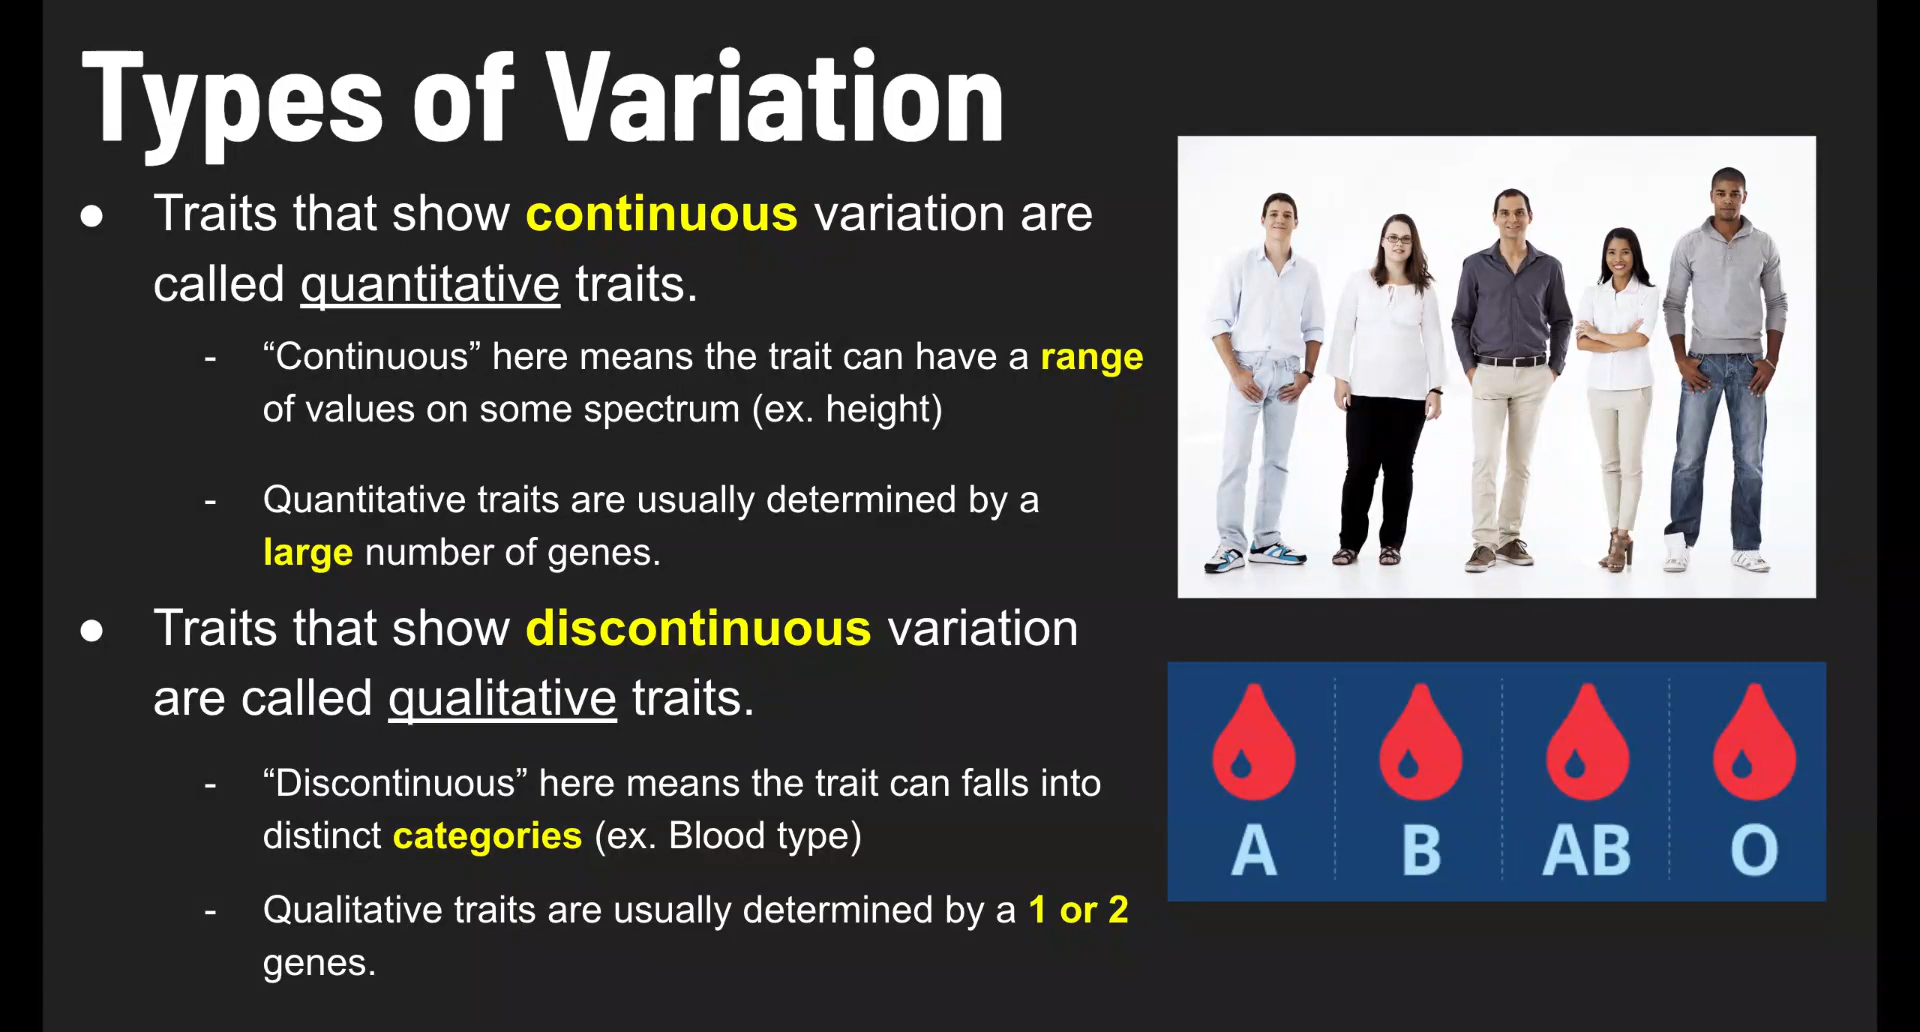 Types of Variation
● Traits that show continuous variation are
called quantitative traits.
- “Continuous” here means the trait can have a range
of values on some spectrum (ex. height)
- Quantitative traits are usually determined by a
large number of genes.
● Traits that show discontinuous variation
are called qualitative traits.
- “Discontinuous” here means the trait can falls into
distinct categories (ex. Blood type)
- Qualitative traits are usually determined by a 1 or 2
genes.
A B AB O